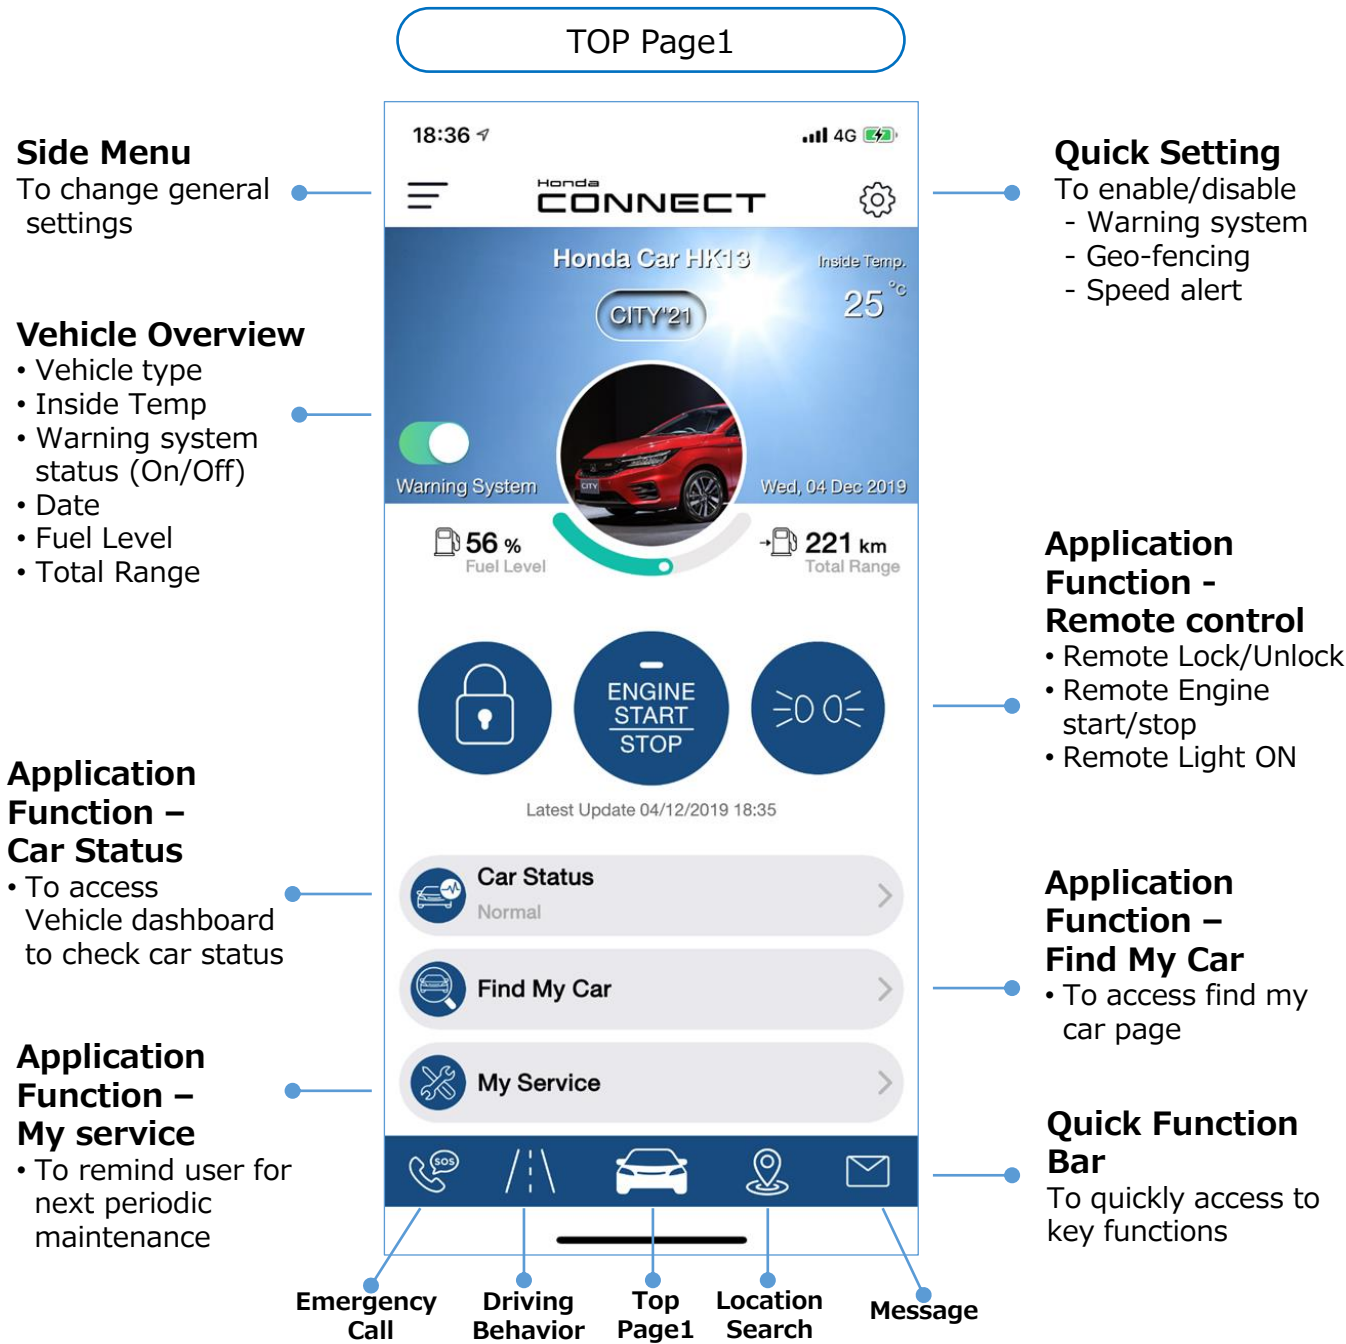 TOP Page1
Side Menu
To change general
settings
Vehicle Overview
• Vehicle type
• Inside Temp
• Warning system
status (On/Off)
• Date
• Fuel Level
• Total Range
Application
Function –
Car Status
• To access
Vehicle dashboard
to check car status
Application
Function –
My service
• To remind user for
next periodic
maintenance
18:36
4G
Honda
CONNECT
Honda Car HK13
Inside Temp.
25 °C
CITY'21
CITY
Warning System
Wed, 04 Dec 2019
56 %
Fuel Level
221 km
Total Range
ENGINE
START
STOP
Latest Update 04/12/2019 18:35
Car Status
Normal
Find My Car
My Service
SOS
Quick Setting
To enable/disable
- Warning system
- Geo-fencing
- Speed alert
Application
Function -
Remote control
• Remote Lock/Unlock
• Remote Engine
start/stop
• Remote Light ON
Application
Function –
Find My Car
• To access find my
car page
Quick Function
Bar
To quickly access to
key functions
Emergency
Call
Driving
Behavior
Top
Page1
Location
Search
Message